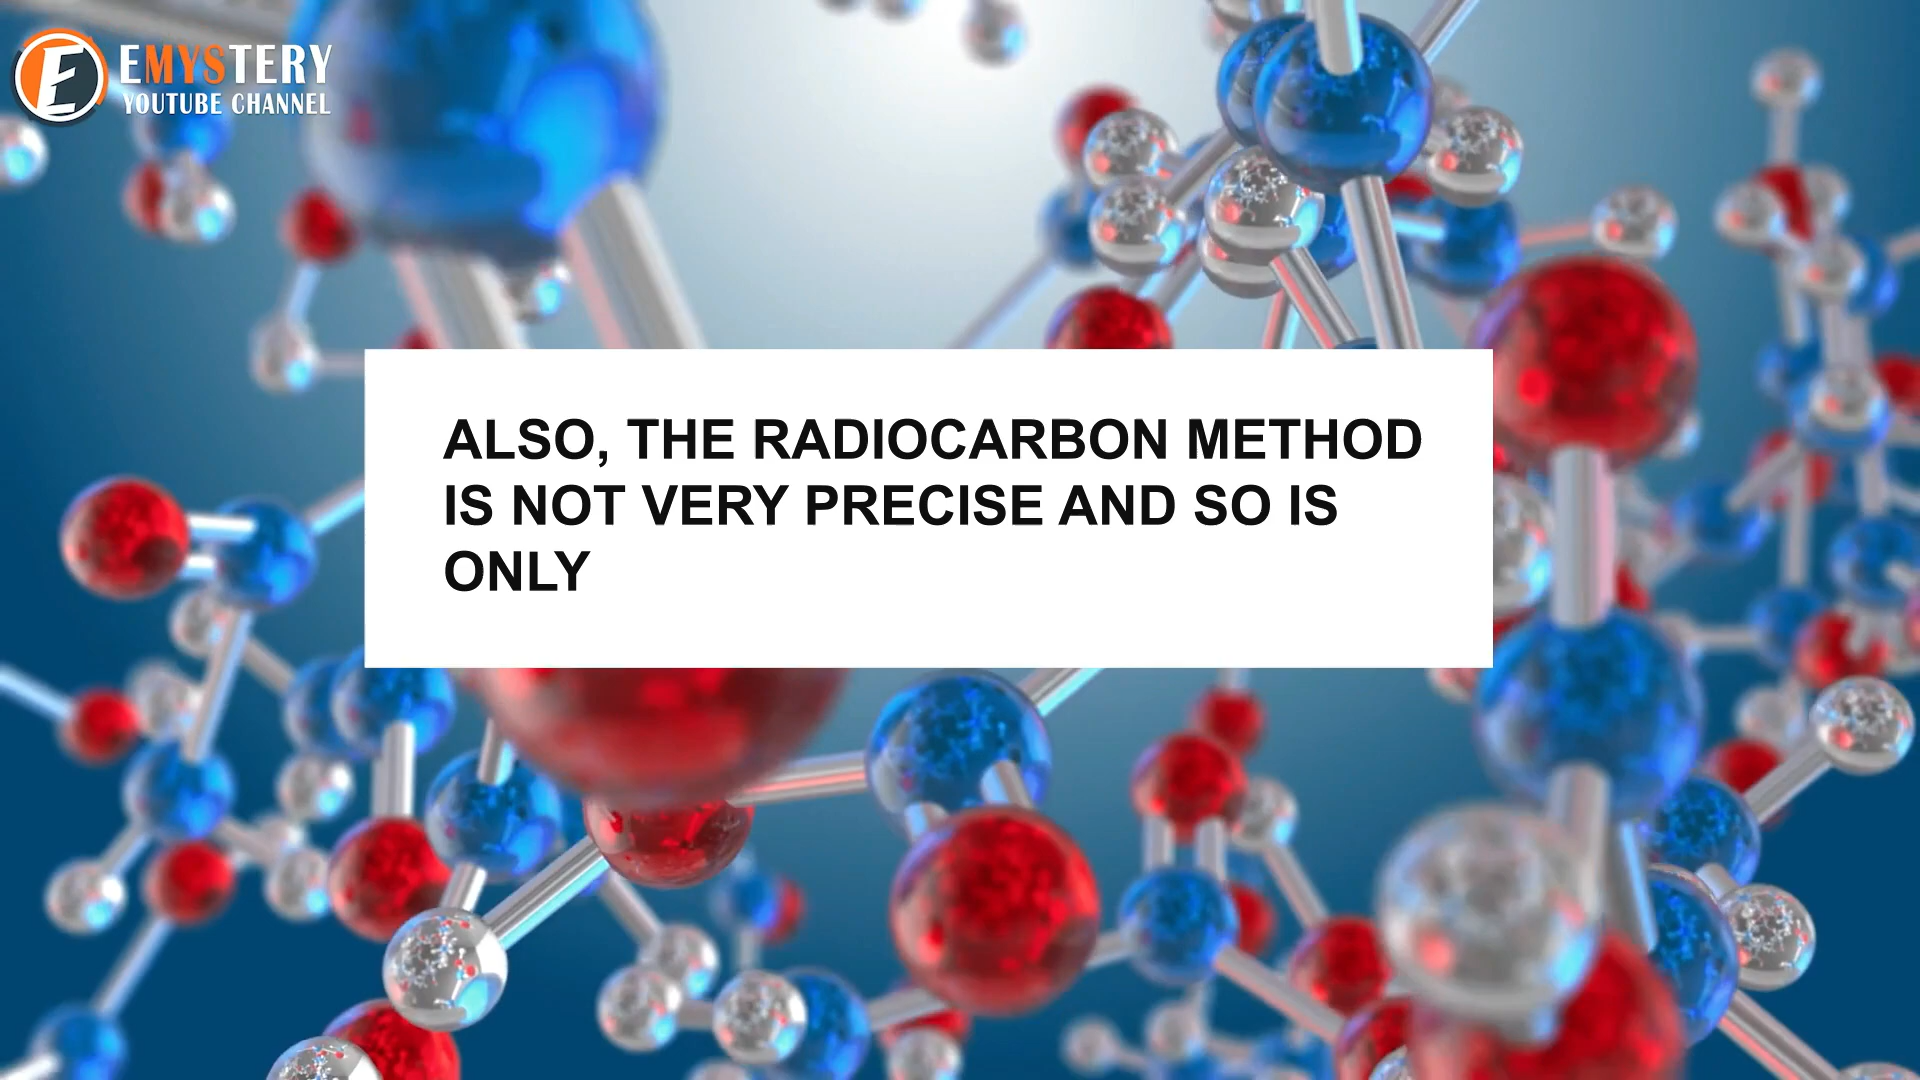 EMYSTERY
YOUTUBE CHANNEL
ALSO, THE RADIOCARBON METHOD
IS NOT VERY PRECISE AND SO IS
ONLY